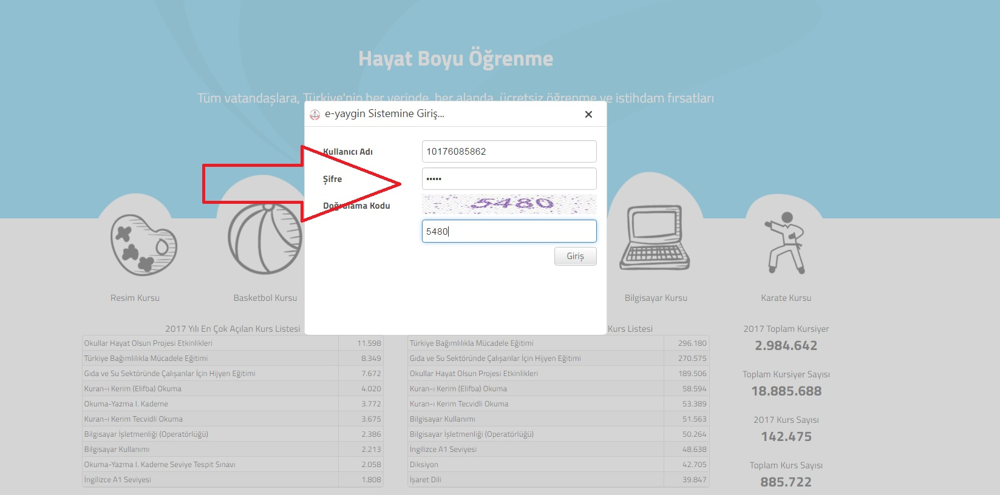 Hayat Boyu Öğrenme
Tüm vatandaşlara, Türkiye'nin her yerinde, her alanda, ücretsiz öğrenme ve istihdam fırsatları
e-yaygin Sistemine Giriş...
Kullanıcı Adı
10176085862
Şifre
•••••
Doğrulama Kodu
5480
5480
Giriş
Resim Kursu
Basketbol Kursu
Bilgisayar Kursu
Karate Kursu
2017 Yılı En Çok Açılan Kurs Listesi
Okullar Hayat Olsun Projesi Etkinlikleri 11.598
Türkiye Bağımlılıkla Mücadele Eğitimi 8.349
Gıda ve Su Sektöründe Çalışanlar İçin Hijyen Eğitimi 7.672
Kuran-ı Kerim (Elifba) Okuma 4.020
Okuma-Yazma I. Kademe 3.772
Kuran-ı Kerim Tecvidli Okuma 3.675
Bilgisayar İşletmenliği (Operatörlüğü) 2.386
Bilgisayar Kullanımı 2.213
Okuma-Yazma I. Kademe Seviye Tespit Sınavı 2.058
İngilizce A1 Seviyesi 1.808
Kurs Listesi
Türkiye Bağımlılıkla Mücadele Eğitimi 296.180
Gıda ve Su Sektöründe Çalışanlar İçin Hijyen Eğitimi 270.575
Okullar Hayat Olsun Projesi Etkinlikleri 189.506
Kuran-ı Kerim (Elifba) Okuma 58.594
Kuran-ı Kerim Tecvidli Okuma 53.389
Bilgisayar Kullanımı 51.563
Bilgisayar İşletmenliği (Operatörlüğü) 50.264
İngilizce A1 Seviyesi 48.638
Diksiyon 42.705
İşaret Dili 39.847
2017 Toplam Kursiyer
2.984.642
Toplam Kursiyer Sayısı
18.885.688
2017 Kurs Sayısı
142.475
Toplam Kurs Sayısı
885.722